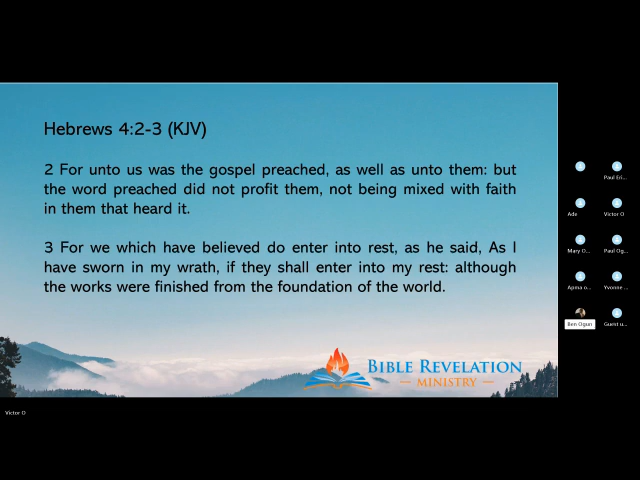 Hebrews 4:2-3 (KJV)
2 For unto us was the gospel preached, as well as unto them: but
the word preached did not profit them, not being mixed with faith
in them that heard it.
3 For we which have believed do enter into rest, as he said, As I
have sworn in my wrath, if they shall enter into my rest: although
the works were finished from the foundation of the world.
BIBLE REVELATION
MINISTRY
Paul Eri...
Ade
Victor O
Mary O...
Paul Og...
Apma o...
Yvonne ...
Ben Ogun
Guest u...
Victor O